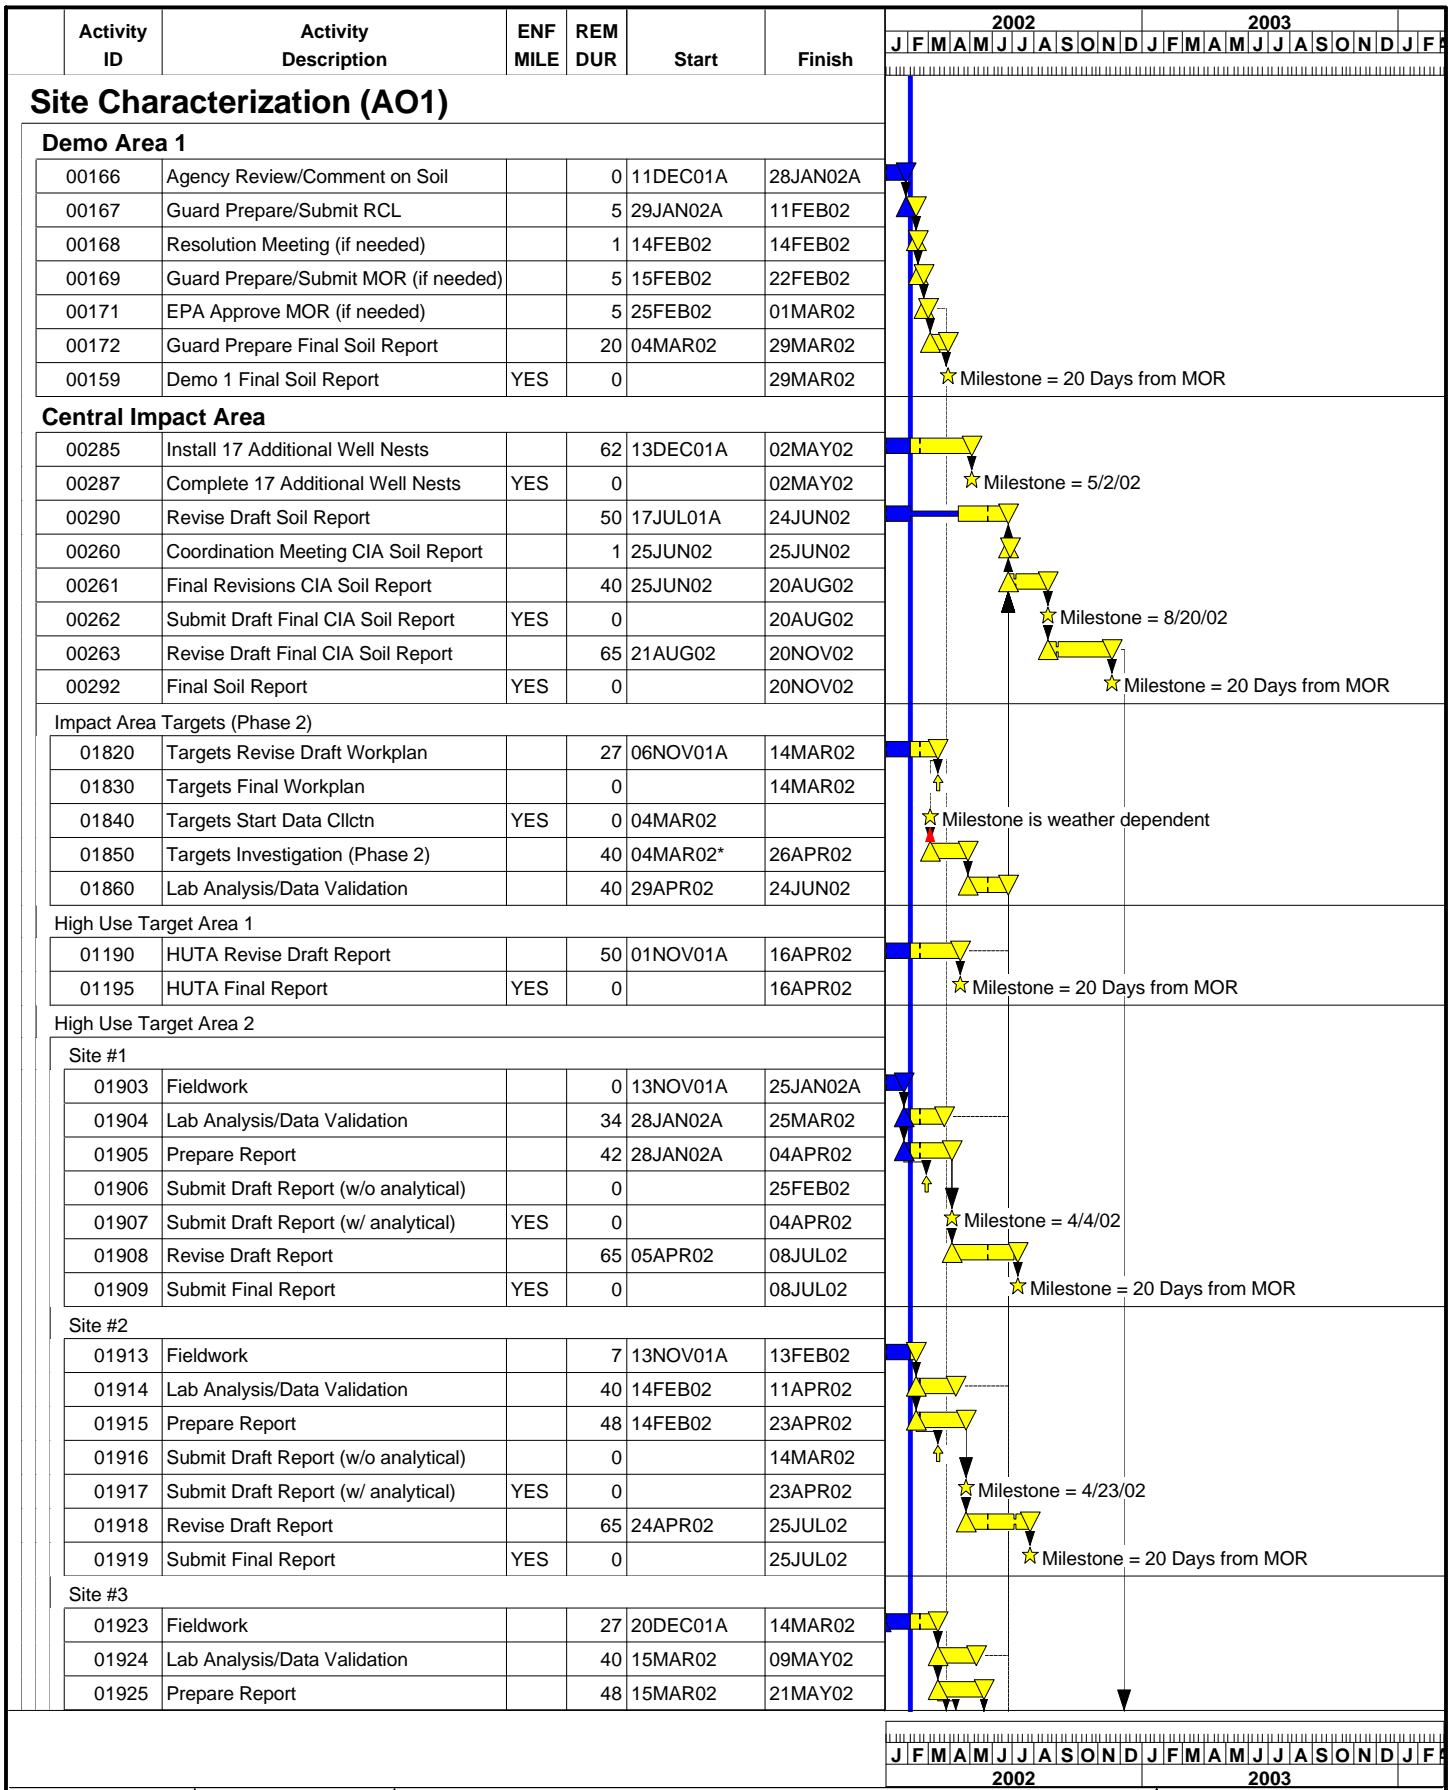 Activity ID Activity Description ENF MILE REM DUR Start Finish
2002 2003
J F M A M J J A S O N D J F M A M J J A S O N D J F
Site Characterization (AO1)
Demo Area 1
00166 Agency Review/Comment on Soil 0 11DEC01A 28JAN02A
00167 Guard Prepare/Submit RCL 5 29JAN02A 11FEB02
00168 Resolution Meeting (if needed) 1 14FEB02 14FEB02
00169 Guard Prepare/Submit MOR (if needed) 5 15FEB02 22FEB02
00171 EPA Approve MOR (if needed) 5 25FEB02 01MAR02
00172 Guard Prepare Final Soil Report 20 04MAR02 29MAR02
00159 Demo 1 Final Soil Report YES 0 29MAR02 Milestone = 20 Days from MOR
Central Impact Area
00285 Install 17 Additional Well Nests 62 13DEC01A 02MAY02
00287 Complete 17 Additional Well Nests YES 0 02MAY02 Milestone = 5/2/02
00290 Revise Draft Soil Report 50 17JUL01A 24JUN02
00260 Coordination Meeting CIA Soil Report 1 25JUN02 25JUN02
00261 Final Revisions CIA Soil Report 40 25JUN02 20AUG02
00262 Submit Draft Final CIA Soil Report YES 0 20AUG02 Milestone = 8/20/02
00263 Revise Draft Final CIA Soil Report 65 21AUG02 20NOV02
00292 Final Soil Report YES 0 20NOV02 Milestone = 20 Days from MOR
Impact Area Targets (Phase 2)
01820 Targets Revise Draft Workplan 27 06NOV01A 14MAR02
01830 Targets Final Workplan 0 14MAR02
01840 Targets Start Data Cllctn YES 0 04MAR02 Milestone is weather dependent
01850 Targets Investigation (Phase 2) 40 04MAR02* 26APR02
01860 Lab Analysis/Data Validation 40 29APR02 24JUN02
High Use Target Area 1
01190 HUTA Revise Draft Report 50 01NOV01A 16APR02
01195 HUTA Final Report YES 0 16APR02 Milestone = 20 Days from MOR
High Use Target Area 2
Site #1
01903 Fieldwork 0 13NOV01A 25JAN02A
01904 Lab Analysis/Data Validation 34 28JAN02A 25MAR02
01905 Prepare Report 42 28JAN02A 04APR02
01906 Submit Draft Report (w/o analytical) 0 25FEB02
01907 Submit Draft Report (w/ analytical) YES 0 04APR02 Milestone = 4/4/02
01908 Revise Draft Report 65 05APR02 08JUL02
01909 Submit Final Report YES 0 08JUL02 Milestone = 20 Days from MOR
Site #2
01913 Fieldwork 7 13NOV01A 13FEB02
01914 Lab Analysis/Data Validation 40 14FEB02 11APR02
01915 Prepare Report 48 14FEB02 23APR02
01916 Submit Draft Report (w/o analytical) 0 14MAR02
01917 Submit Draft Report (w/ analytical) YES 0 23APR02 Milestone = 4/23/02
01918 Revise Draft Report 65 24APR02 25JUL02
01919 Submit Final Report YES 0 25JUL02 Milestone = 20 Days from MOR
Site #3
01923 Fieldwork 27 20DEC01A 14MAR02
01924 Lab Analysis/Data Validation 40 15MAR02 09MAY02
01925 Prepare Report 48 15MAR02 21MAY02
J F M A M J J A S O N D J F M A M J J A S O N D J F
2002 2003